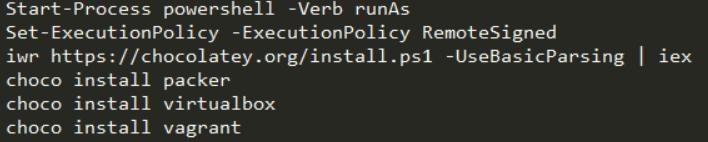 Start-Process powershell -Verb runAs
Set-ExecutionPolicy -ExecutionPolicy RemoteSigned
iwr https://chocolatey.org/install.ps1 -UseBasicParsing | iex
choco install packer
choco install virtualbox
choco install vagrant